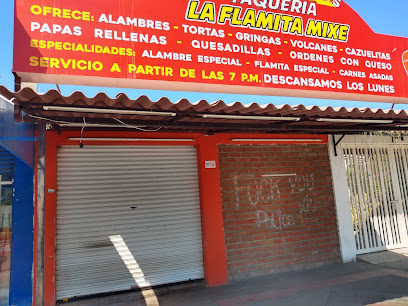 TAQUERIA
LA FLAMITA MIXE
OFRECE: ALAMBRES - TORTAS - GRINGAS - VOLCANES - CAZUELITAS
PAPAS RELLENAS - QUESADILLAS - ORDENES CON QUESO
ESPECIALIDADES: ALAMBRE ESPECIAL - FLAMITA ESPECIAL - CARNES ASADAS
SERVICIO A PARTIR DE LAS 7 P.M. DESCANSAMOS LOS LUNES
FUCK YOU